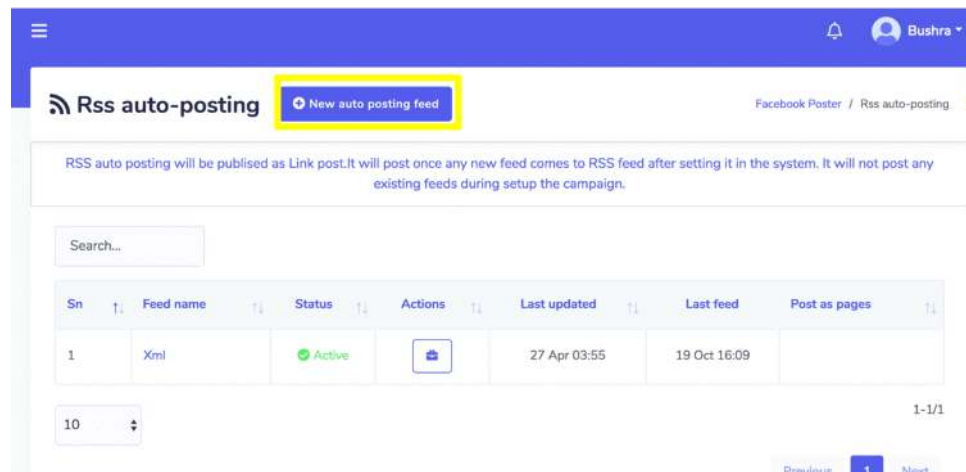 Bushra
Rss auto-posting
New auto posting feed
Facebook Poster / Rss auto-posting
RSS auto posting will be publised as Link post.It will post once any new feed comes to RSS feed after setting it in the system. It will not post any
existing feeds during setup the campaign.
Search...
Sn Feed name Status Actions Last updated Last feed Post as pages
1 Xml Active 27 Apr 03:55 19 Oct 16:09
1-1/1
10
Previous 1 Next